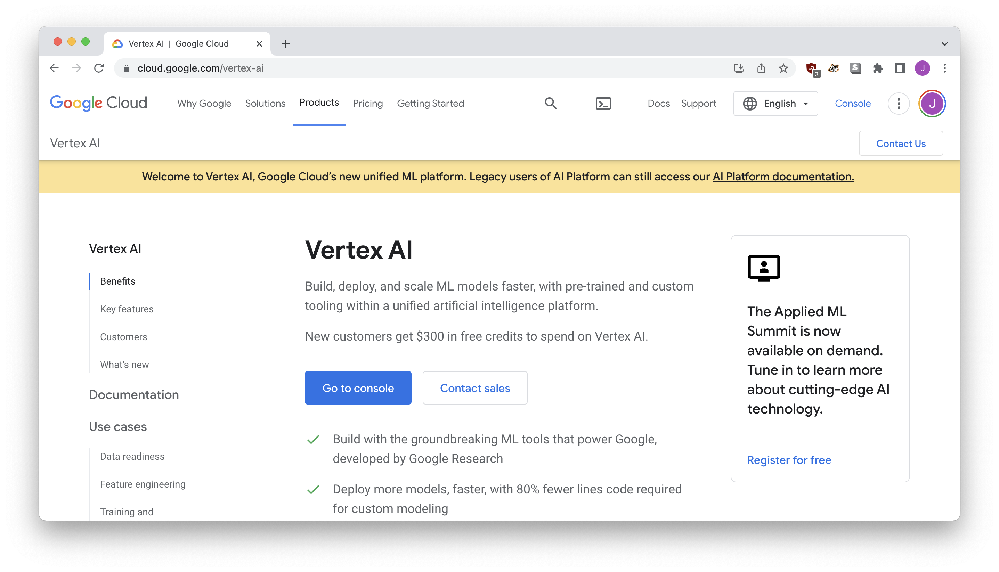 Vertex AI | Google Cloud
cloud.google.com/vertex-ai
3
J
Google Cloud
Why Google
Solutions
Products
Pricing
Getting Started
Docs
Support
English
Console
J
Vertex AI
Contact Us
Welcome to Vertex AI, Google Cloud’s new unified ML platform. Legacy users of AI Platform can still access our AI Platform documentation.
Vertex AI
Benefits
Key features
Customers
What's new
Documentation
Use cases
Data readiness
Feature engineering
Training and
Vertex AI
Build, deploy, and scale ML models faster, with pre-trained and custom
tooling within a unified artificial intelligence platform.
New customers get $300 in free credits to spend on Vertex AI.
Go to console
Contact sales
Build with the groundbreaking ML tools that power Google,
developed by Google Research
Deploy more models, faster, with 80% fewer lines code required
for custom modeling
The Applied ML
Summit is now
available on demand.
Tune in to learn more
about cutting-edge AI
technology.
Register for free